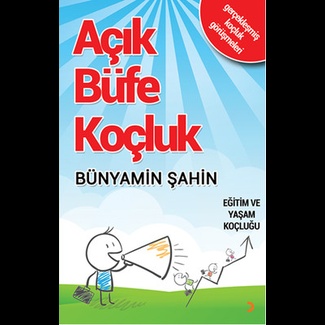 gerçekleşmiş
koçluk
görüşmeleri
Açık
Büfe
Koçluk
BÜNYAMİN ŞAHİN
EĞİTİM VE
YAŞAM
KOÇLUĞU